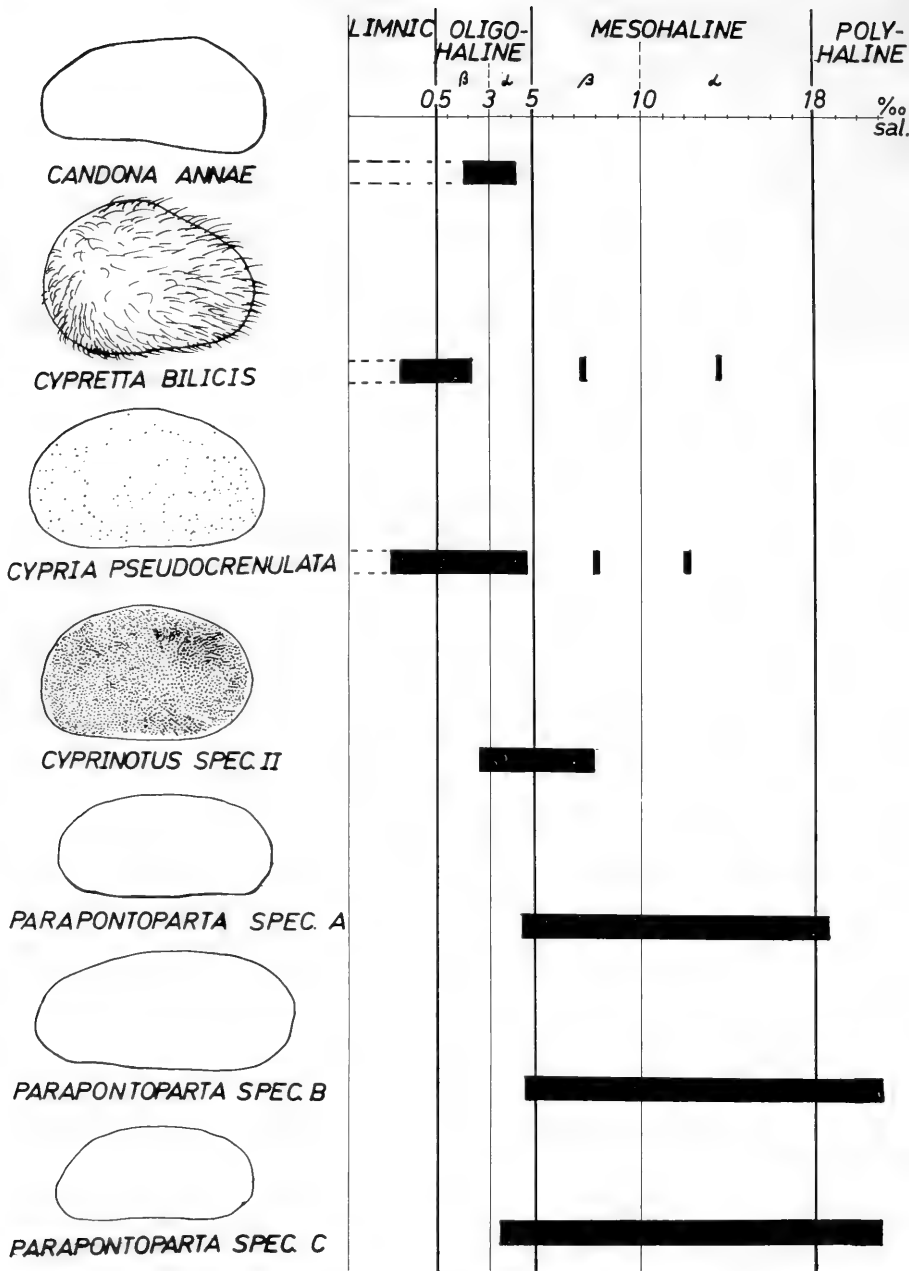 LIMNIC OLIGO- MESOHALINE POLY-
HALINE HALINE
β α β α
0.5 3 5 10 18 ‰
sal.
CANDONA ANNAE
CYPRETTA BILICIS
CYPRIA PSEUDOCRENULATA
CYPRINOTUS SPEC. II
PARAPONTOPARTA SPEC. A
PARAPONTOPARTA SPEC. B
PARAPONTOPARTA SPEC. C